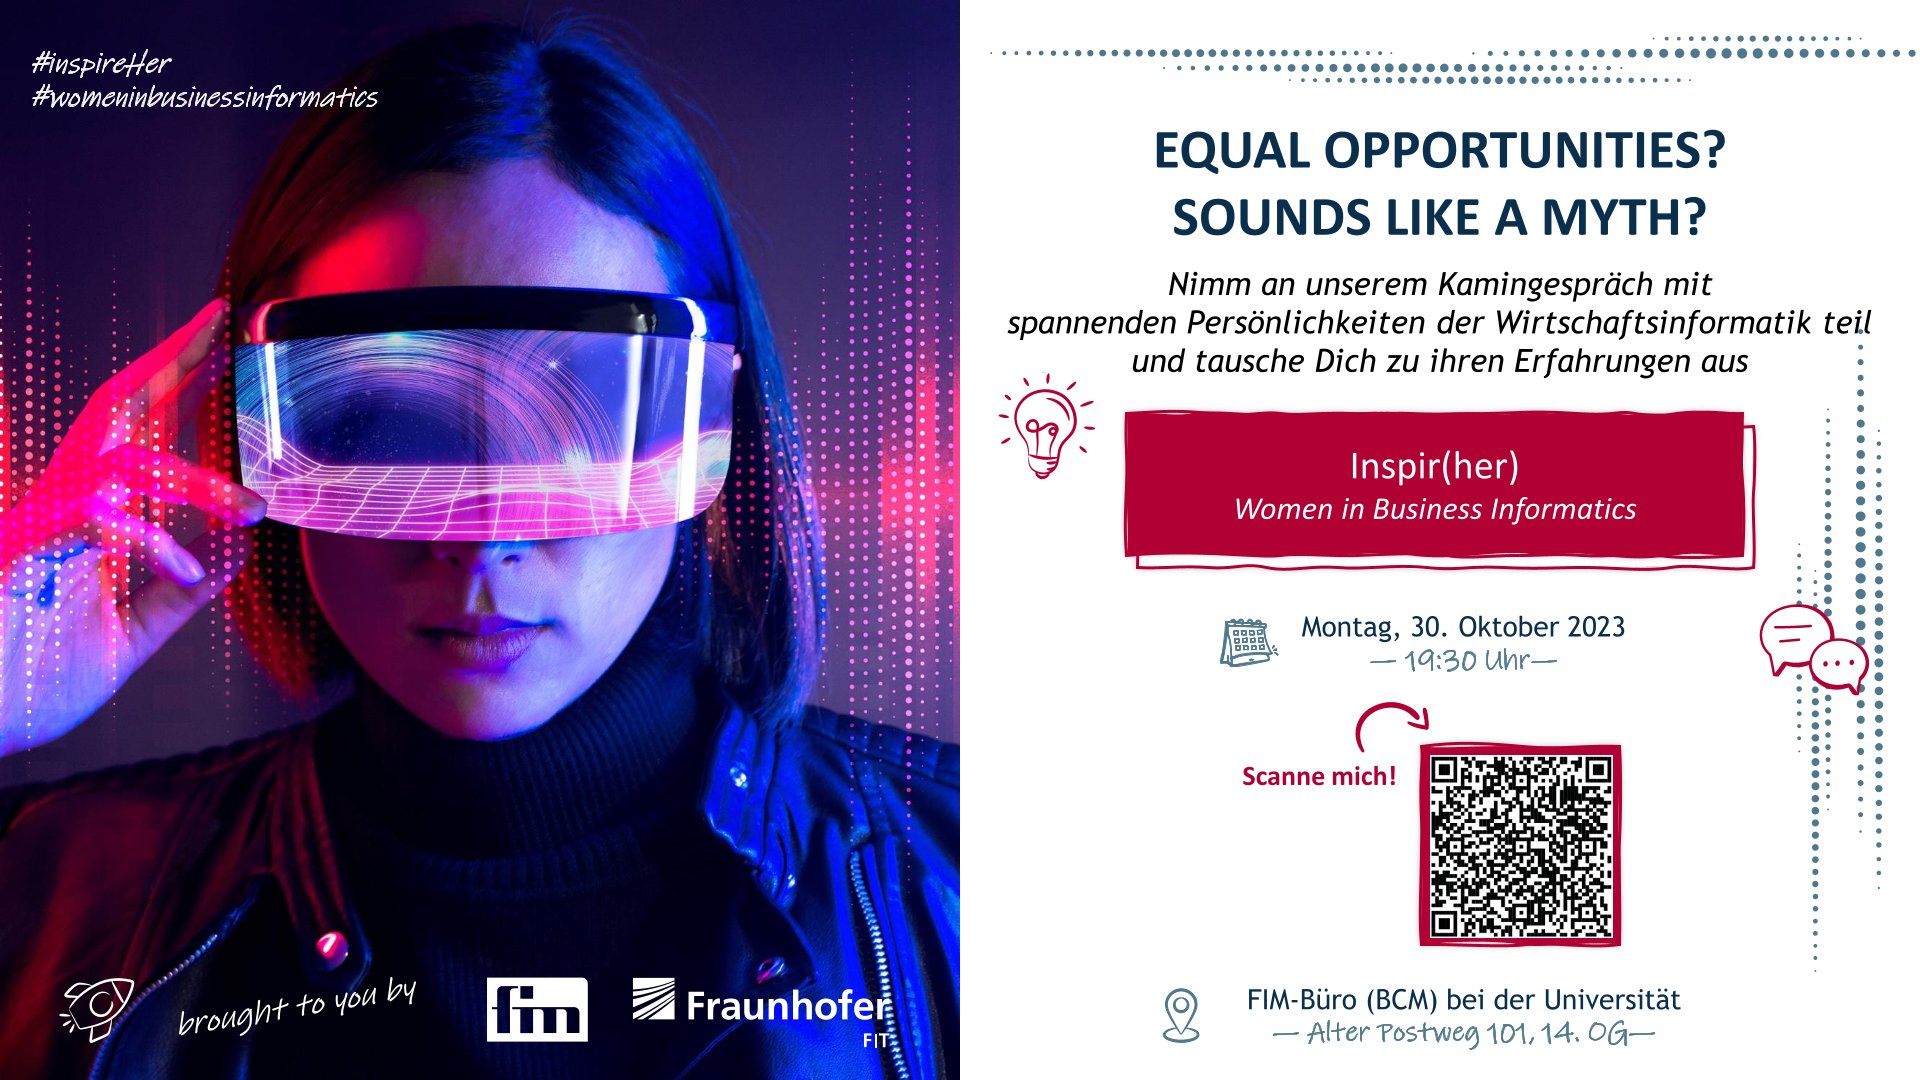 #inspireHer
#womeninbusinessinformatics
brought to you by
fim
Fraunhofer
FIT
EQUAL OPPORTUNITIES?
SOUNDS LIKE A MYTH?
Nimm an unserem Kamingespräch mit
spannenden Persönlichkeiten der Wirtschaftsinformatik teil
und tausche Dich zu ihren Erfahrungen aus
Inspir(her)
Women in Business Informatics
Montag, 30. Oktober 2023
— 19:30 Uhr—
Scanne mich!
FIM-Büro (BCM) bei der Universität
— Alter Postweg 101, 14. OG—